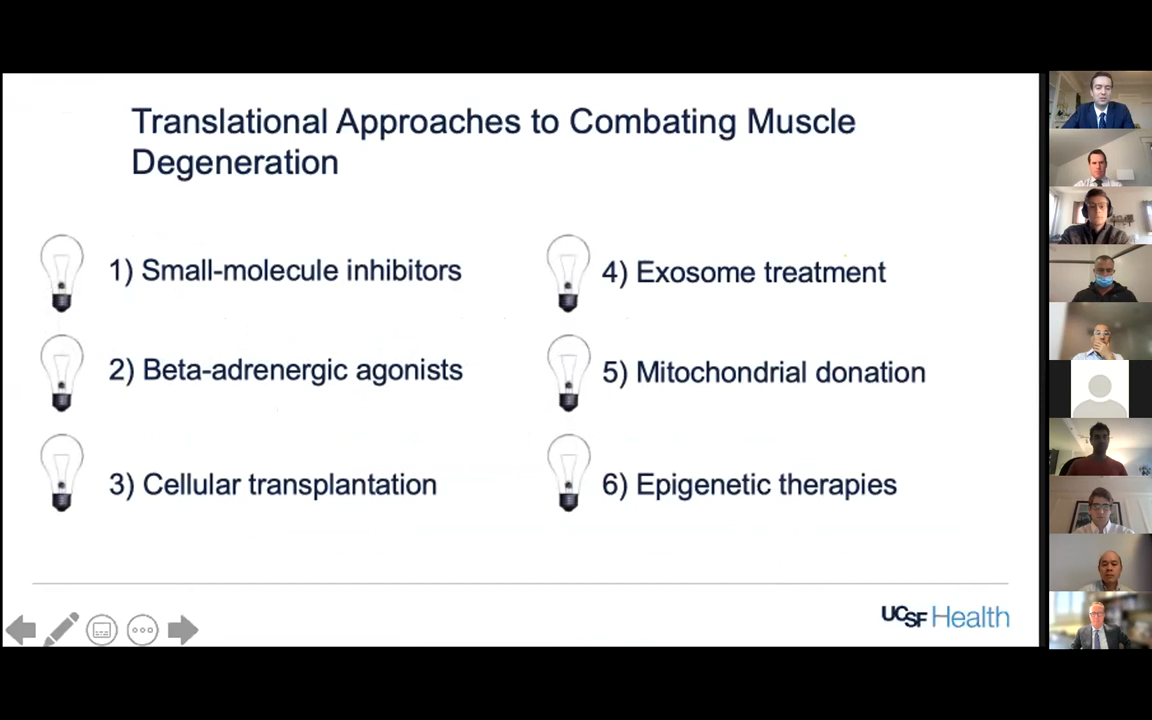 Translational Approaches to Combating Muscle
Degeneration
1) Small-molecule inhibitors
2) Beta-adrenergic agonists
3) Cellular transplantation
4) Exosome treatment
5) Mitochondrial donation
6) Epigenetic therapies
UCSF Health